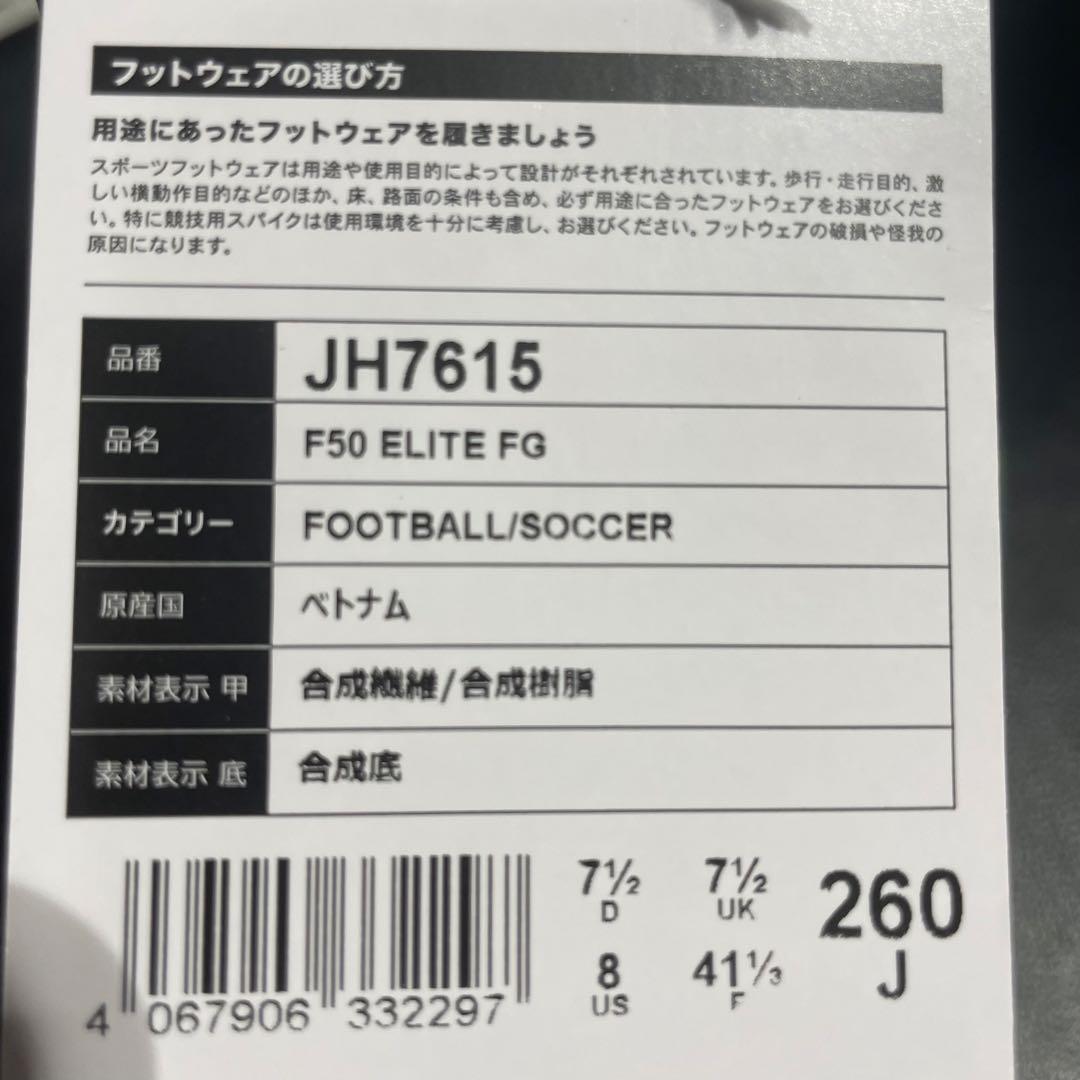 フットウェアの選び方
用途にあったフットウェアを履きましょう
スポーツフットウェアは用途や使用目的によって設計がそれぞれされています。歩行・走行目的、激
しい横動作目的などのほか、床、路面の条件も含め、必ず用途に合ったフットウェアをお選びくださ
い。特に競技用スパイクは使用環境を十分に考慮し、お選びください。フットウェアの破損や怪我の
原因になります。
品番 JH7615
品名 F50 ELITE FG
カテゴリー FOOTBALL/SOCCER
原産国 ベトナム
素材表示 甲 合成繊維/合成樹脂
素材表示 底 合成底
7½ 7½ 260
D UK
8 41⅓ J
US F
4 067906 332297